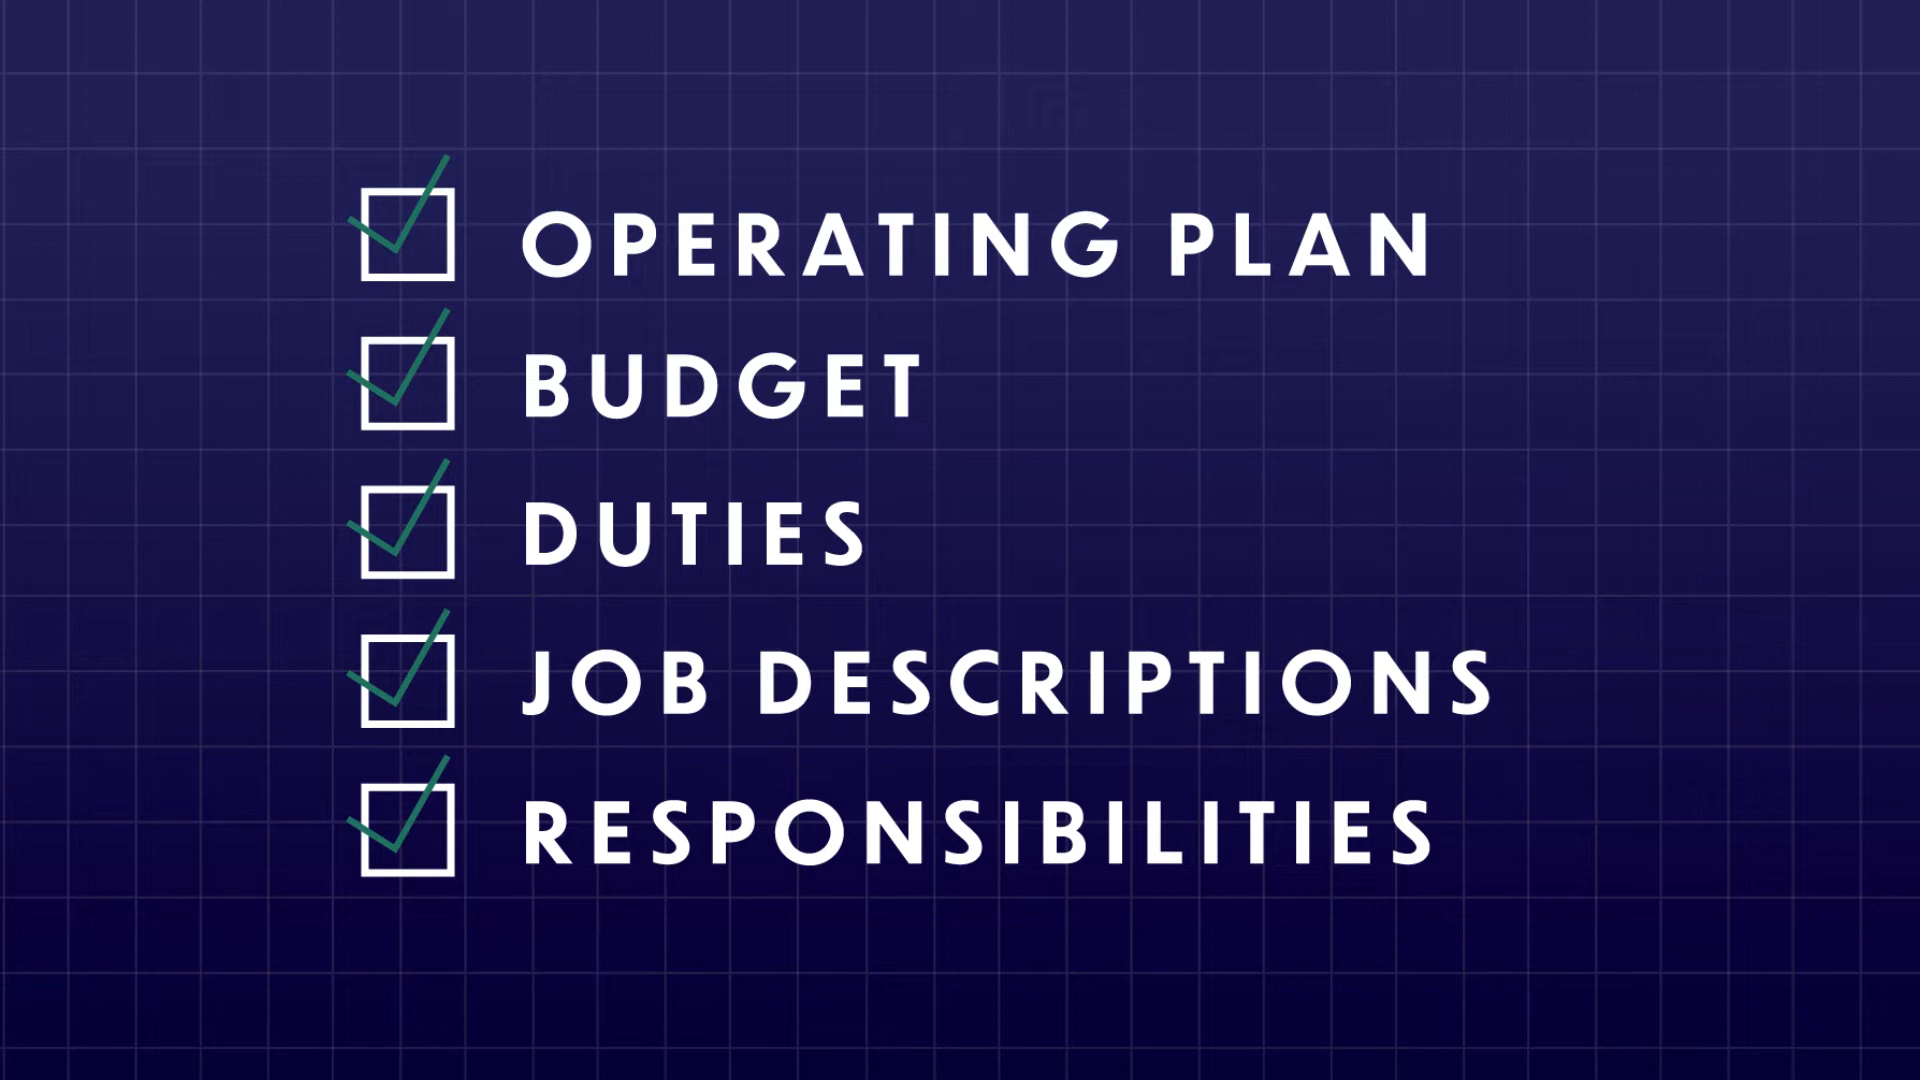 OPERATING PLAN
BUDGET
DUTIES
JOB DESCRIPTIONS
RESPONSIBILITIES